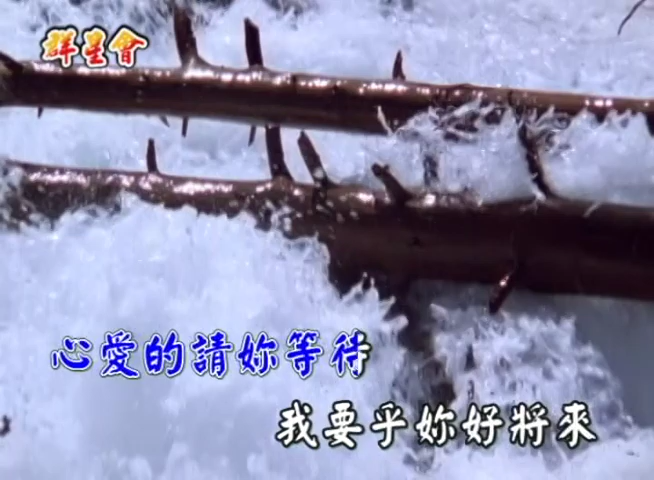 群星會
心愛的請妳等待
我要乎妳好將來